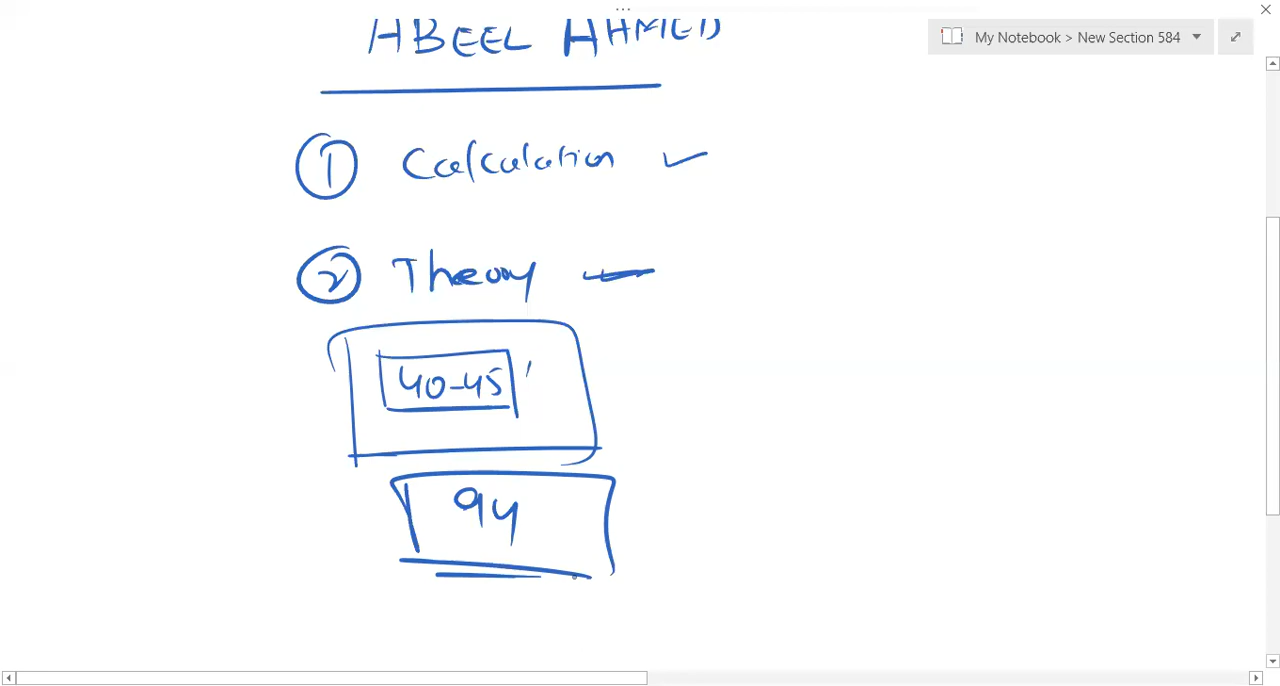 ABEEL AHMED
My Notebook > New Section 584
1 Calculation ✓
2 Theory
40-45
94